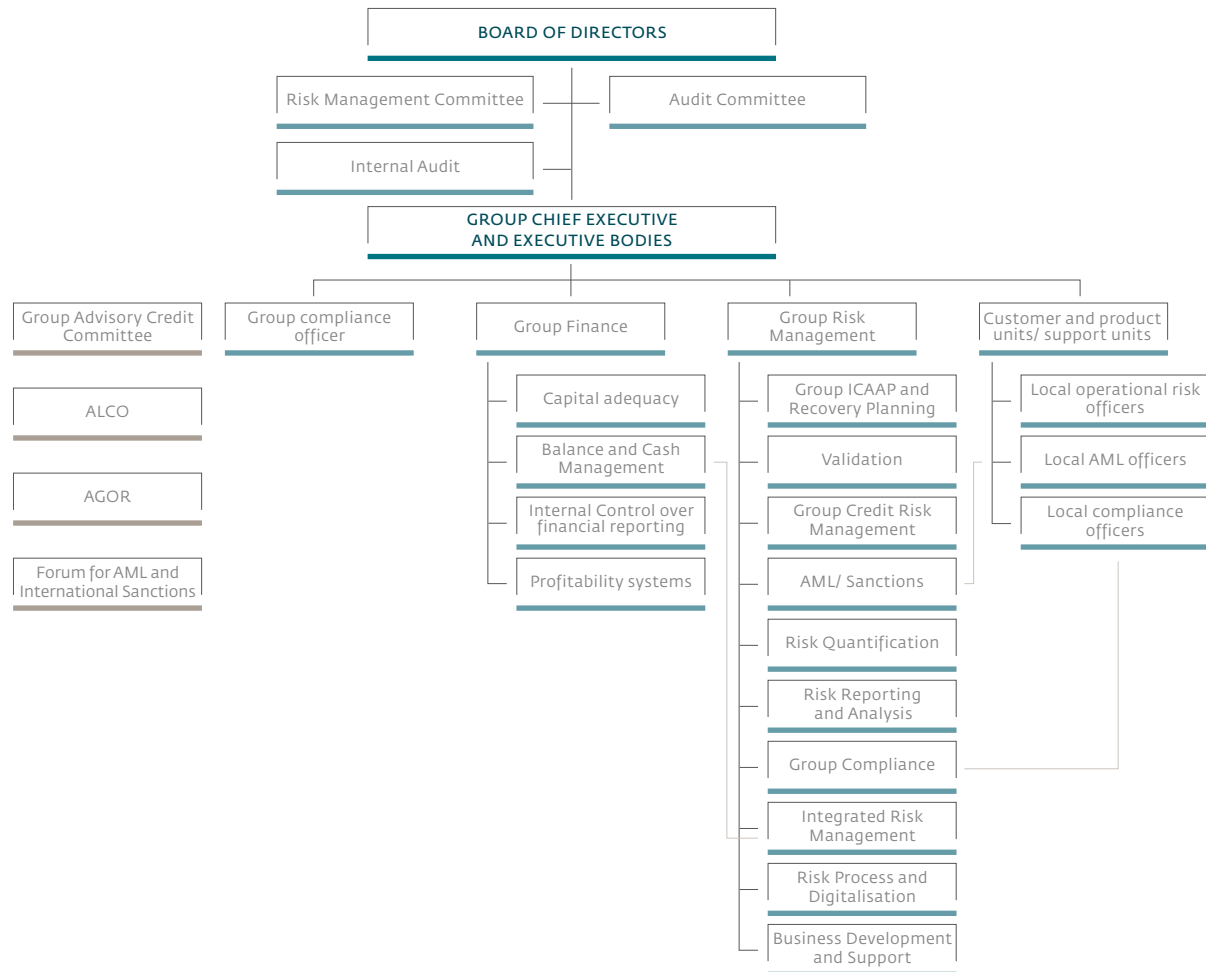 BOARD OF DIRECTORS
Risk Management Committee
Audit Committee
Internal Audit
GROUP CHIEF EXECUTIVE
AND EXECUTIVE BODIES
Group Advisory Credit
Committee
ALCO
AGOR
Forum for AML and
International Sanctions
Group compliance
officer
Group Finance
Capital adequacy
Balance and Cash
Management
Internal Control over
financial reporting
Profitability systems
Group Risk
Management
Group ICAAP and
Recovery Planning
Validation
Group Credit Risk
Management
AML/ Sanctions
Risk Quantification
Risk Reporting
and Analysis
Group Compliance
Integrated Risk
Management
Risk Process and
Digitalisation
Business Development
and Support
Customer and product
units/ support units
Local operational risk
officers
Local AML officers
Local compliance
officers